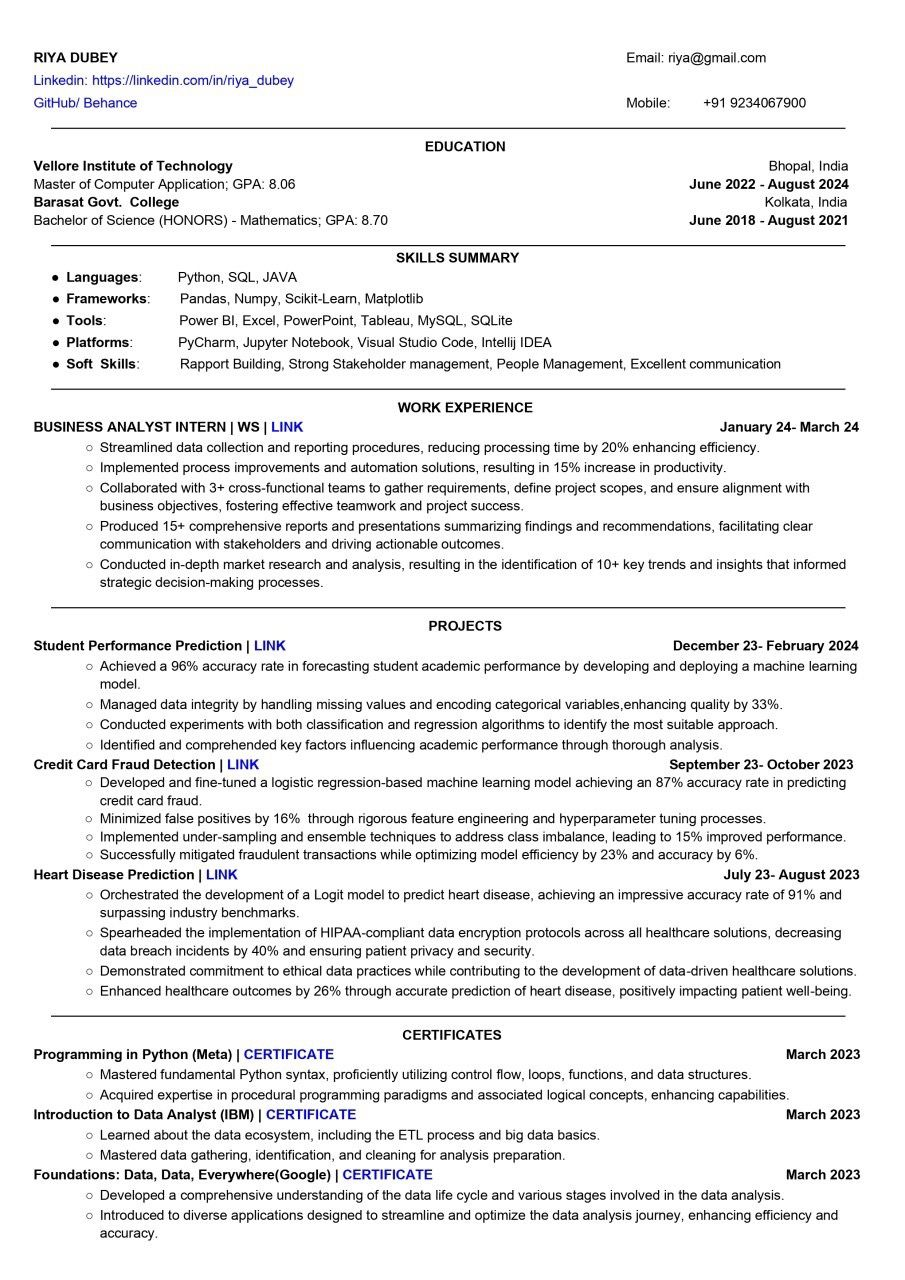 RIYA DUBEY Email: riya@gmail.com
Linkedin: https://linkedin.com/in/riya_dubey
GitHub/ Behance Mobile: +91 9234067900
EDUCATION
Vellore Institute of Technology Bhopal, India
Master of Computer Application; GPA: 8.06 June 2022 - August 2024
Barasat Govt. College Kolkata, India
Bachelor of Science (HONORS) - Mathematics; GPA: 8.70 June 2018 - August 2021
SKILLS SUMMARY
● Languages: Python, SQL, JAVA
● Frameworks: Pandas, Numpy, Scikit-Learn, Matplotlib
● Tools: Power BI, Excel, PowerPoint, Tableau, MySQL, SQLite
● Platforms: PyCharm, Jupyter Notebook, Visual Studio Code, Intellij IDEA
● Soft Skills: Rapport Building, Strong Stakeholder management, People Management, Excellent communication
WORK EXPERIENCE
BUSINESS ANALYST INTERN | WS | LINK January 24- March 24
○ Streamlined data collection and reporting procedures, reducing processing time by 20% enhancing efficiency.
○ Implemented process improvements and automation solutions, resulting in 15% increase in productivity.
○ Collaborated with 3+ cross-functional teams to gather requirements, define project scopes, and ensure alignment with
business objectives, fostering effective teamwork and project success.
○ Produced 15+ comprehensive reports and presentations summarizing findings and recommendations, facilitating clear
communication with stakeholders and driving actionable outcomes.
○ Conducted in-depth market research and analysis, resulting in the identification of 10+ key trends and insights that informed
strategic decision-making processes.
PROJECTS
Student Performance Prediction | LINK December 23- February 2024
○ Achieved a 96% accuracy rate in forecasting student academic performance by developing and deploying a machine learning
model.
○ Managed data integrity by handling missing values and encoding categorical variables,enhancing quality by 33%.
○ Conducted experiments with both classification and regression algorithms to identify the most suitable approach.
○ Identified and comprehended key factors influencing academic performance through thorough analysis.
Credit Card Fraud Detection | LINK September 23- October 2023
○ Developed and fine-tuned a logistic regression-based machine learning model achieving an 87% accuracy rate in predicting
credit card fraud.
○ Minimized false positives by 16% through rigorous feature engineering and hyperparameter tuning processes.
○ Implemented under-sampling and ensemble techniques to address class imbalance, leading to 15% improved performance.
○ Successfully mitigated fraudulent transactions while optimizing model efficiency by 23% and accuracy by 6%.
Heart Disease Prediction | LINK July 23- August 2023
○ Orchestrated the development of a Logit model to predict heart disease, achieving an impressive accuracy rate of 91% and
surpassing industry benchmarks.
○ Spearheaded the implementation of HIPAA-compliant data encryption protocols across all healthcare solutions, decreasing
data breach incidents by 40% and ensuring patient privacy and security.
○ Demonstrated commitment to ethical data practices while contributing to the development of data-driven healthcare solutions.
○ Enhanced healthcare outcomes by 26% through accurate prediction of heart disease, positively impacting patient well-being.
CERTIFICATES
Programming in Python (Meta) | CERTIFICATE March 2023
○ Mastered fundamental Python syntax, proficiently utilizing control flow, loops, functions, and data structures.
○ Acquired expertise in procedural programming paradigms and associated logical concepts, enhancing capabilities.
Introduction to Data Analyst (IBM) | CERTIFICATE March 2023
○ Learned about the data ecosystem, including the ETL process and big data basics.
○ Mastered data gathering, identification, and cleaning for analysis preparation.
Foundations: Data, Data, Everywhere(Google) | CERTIFICATE March 2023
○ Developed a comprehensive understanding of the data life cycle and various stages involved in the data analysis.
○ Introduced to diverse applications designed to streamline and optimize the data analysis journey, enhancing efficiency and
accuracy.